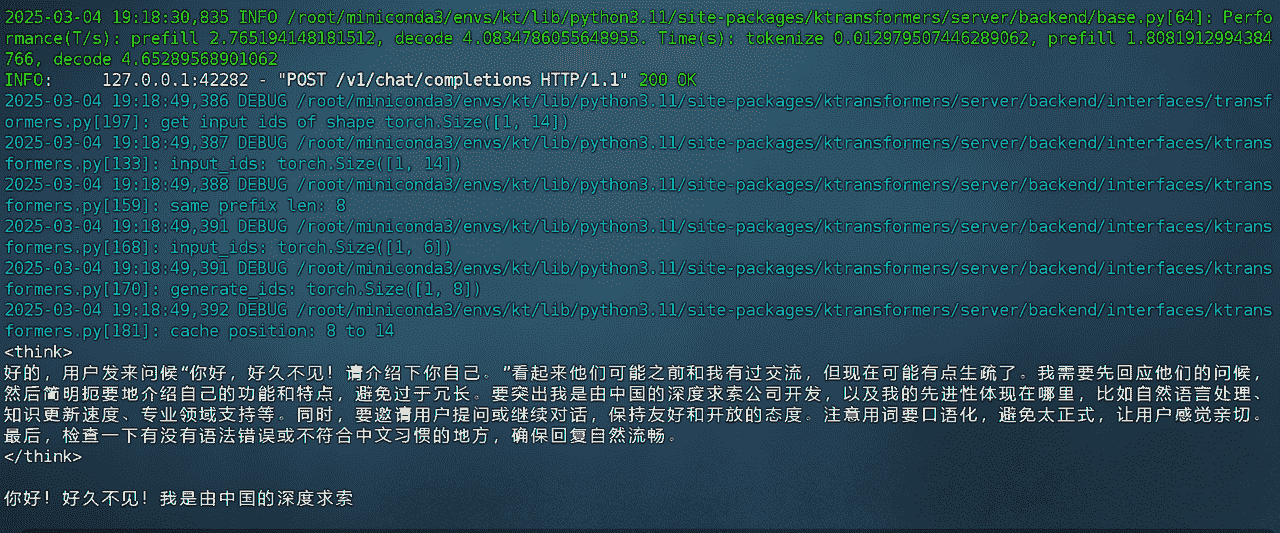 2025-03-04 19:18:30,835 INFO /root/miniconda3/envs/kt/lib/python3.11/site-packages/ktransformers/server/backend/base.py[64]: Perfo
rmance(T/s): prefill 2.765194148181512, decode 4.0834786055648955. Time(s): tokenize 0.012979507446289062, prefill 1.8081912994384
766, decode 4.65289568901062
INFO:     127.0.0.1:42282 - "POST /v1/chat/completions HTTP/1.1" 200 OK
2025-03-04 19:18:49,386 DEBUG /root/miniconda3/envs/kt/lib/python3.11/site-packages/ktransformers/server/backend/interfaces/transf
ormers.py[197]: get input ids of shape torch.Size([1, 14])
2025-03-04 19:18:49,387 DEBUG /root/miniconda3/envs/kt/lib/python3.11/site-packages/ktransformers/server/backend/interfaces/ktrans
formers.py[133]: input_ids: torch.Size([1, 14])
2025-03-04 19:18:49,388 DEBUG /root/miniconda3/envs/kt/lib/python3.11/site-packages/ktransformers/server/backend/interfaces/ktrans
formers.py[159]: same prefix len: 8
2025-03-04 19:18:49,391 DEBUG /root/miniconda3/envs/kt/lib/python3.11/site-packages/ktransformers/server/backend/interfaces/ktrans
formers.py[168]: input_ids: torch.Size([1, 6])
2025-03-04 19:18:49,391 DEBUG /root/miniconda3/envs/kt/lib/python3.11/site-packages/ktransformers/server/backend/interfaces/ktrans
formers.py[170]: generate_ids: torch.Size([1, 8])
2025-03-04 19:18:49,392 DEBUG /root/miniconda3/envs/kt/lib/python3.11/site-packages/ktransformers/server/backend/interfaces/ktrans
formers.py[181]: cache position: 8 to 14
<think>
好的，用户发来问候“你好，好久不见！请介绍下你自己。”看起来他们可能之前和我有过交流，但现在可能有点生疏了。我需要先回应他们的问候，
然后简明扼要地介绍自己的功能和特点，避免过于冗长。要突出我是由中国的深度求索公司开发，以及我的先进性体现在哪里，比如自然语言处理、
知识更新速度、专业领域支持等。同时，要邀请用户提问或继续对话，保持友好和开放的态度。注意用词要口语化，避免太正式，让用户感觉亲切。
最后，检查一下有没有语法错误或不符合中文习惯的地方，确保回复自然流畅。
</think>
你好！好久不见！我是由中国的深度求索